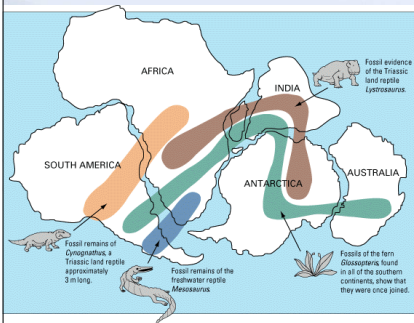 AFRICA
INDIA
SOUTH AMERICA
ANTARCTICA
AUSTRALIA
Fossil evidence
of the Triassic
land reptile
Lystrosaurus.
Fossil remains of
Cynognathus, a
Triassic land reptile
approximately
3 m long.
Fossil remains of the
freshwater reptile
Mesosaurus.
Fossils of the fern
Glossopteris, found
in all of the southern
continents, show that
they were once joined.